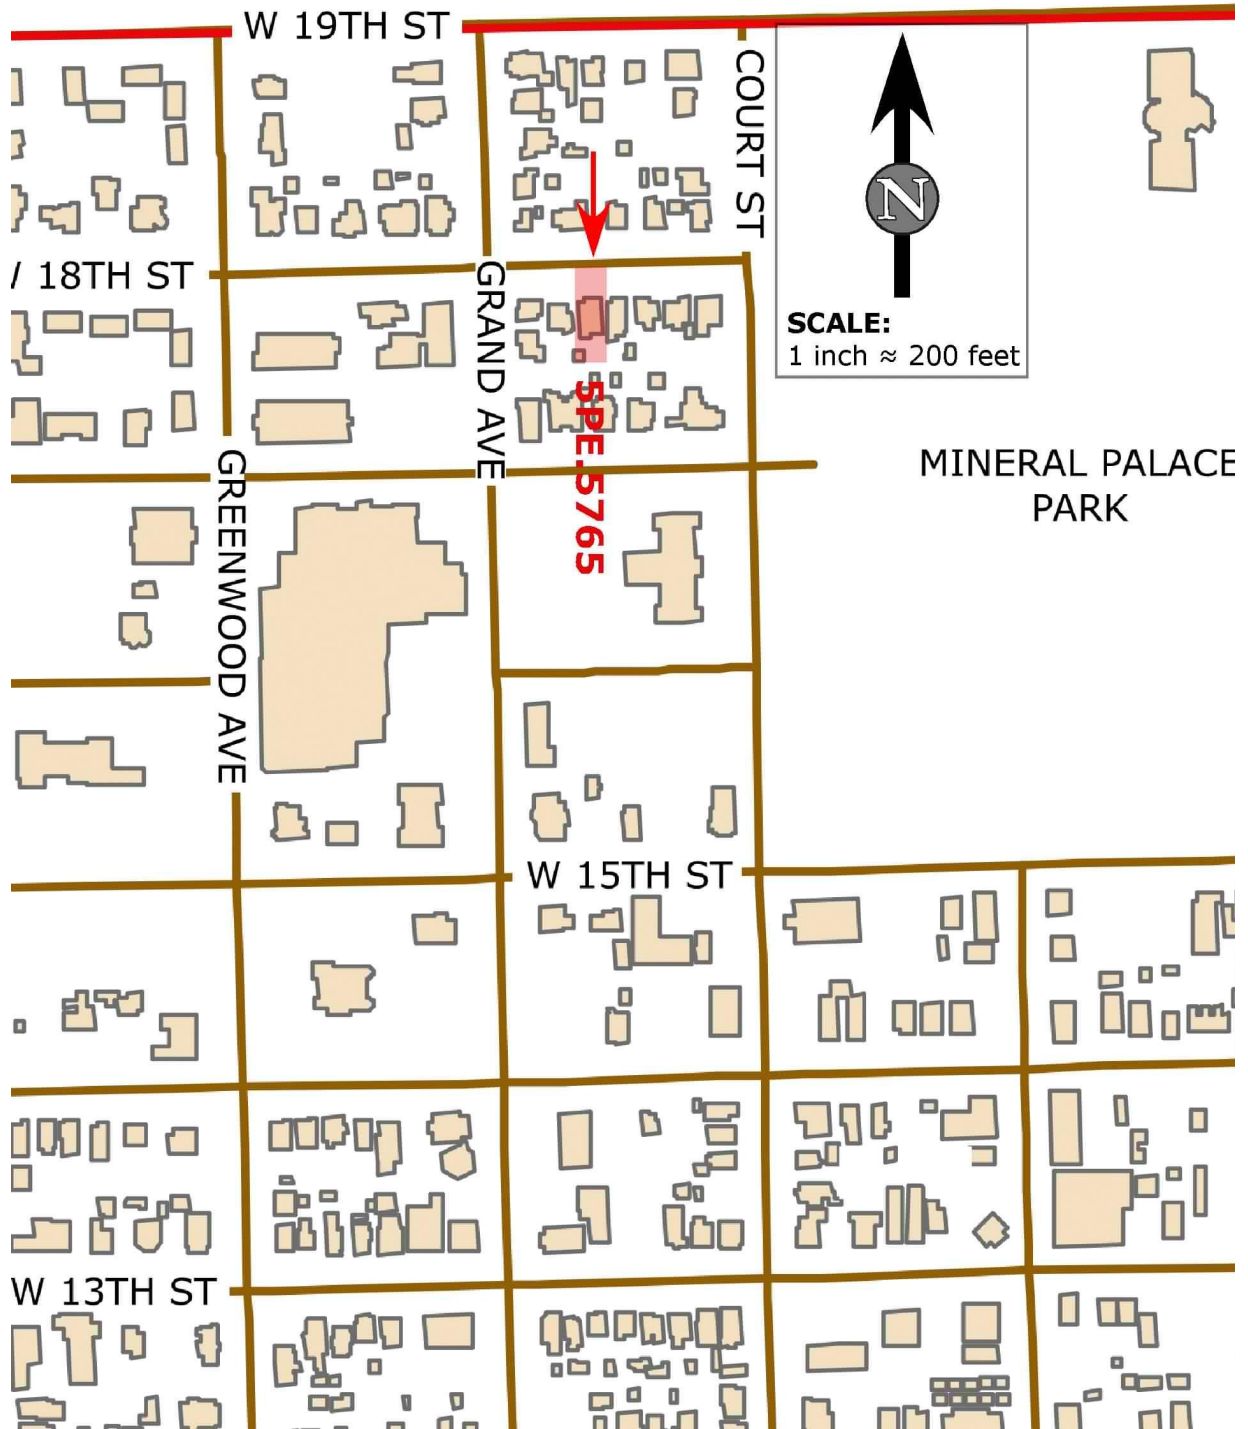 W 19TH ST
COURT ST
N
W 18TH ST
GRAND AVE
SCALE:
1 inch ≈ 200 feet
5PE.5765
GREENWOOD AVE
MINERAL PALACE
PARK
W 15TH ST
W 13TH ST